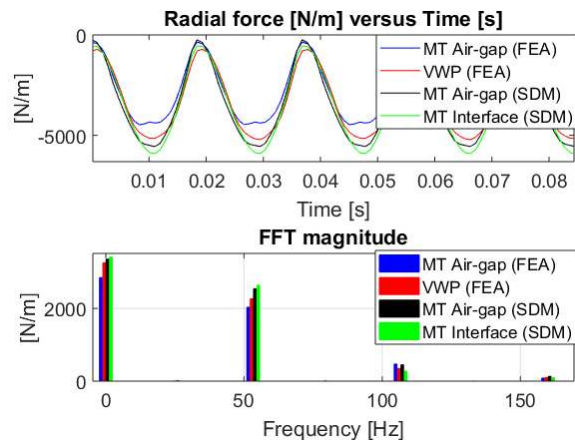 Radial force [N/m] versus Time [s]
0
-5000
[N/m]
MT Air-gap (FEA)
VWP (FEA)
MT Air-gap (SDM)
MT Interface (SDM)
0.01 0.02 0.03 0.04 0.05 0.06 0.07 0.08
Time [s]
FFT magnitude
2000
0
[N/m]
MT Air-gap (FEA)
VWP (FEA)
MT Air-gap (SDM)
MT Interface (SDM)
0 50 100 150
Frequency [Hz]